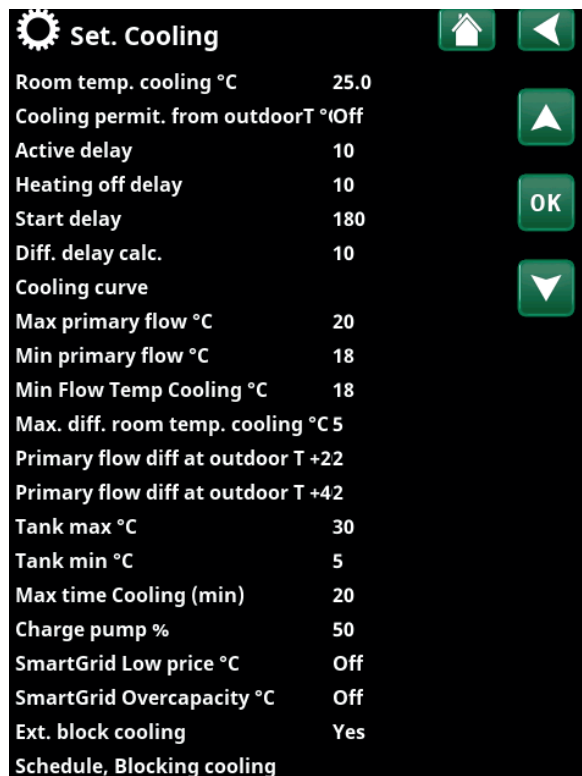 Set. Cooling
Room temp. cooling °C 25.0
Cooling permit. from outdoorT °(Off
Active delay 10
Heating off delay 10
OK
Start delay 180
Diff. delay calc. 10
Cooling curve
Max primary flow °C 20
Min primary flow °C 18
Min Flow Temp Cooling °C 18
Max. diff. room temp. cooling °C 5
Primary flow diff at outdoor T +22
Primary flow diff at outdoor T +42
Tank max °C 30
Tank min °C 5
Max time Cooling (min) 20
Charge pump % 50
SmartGrid Low price °C Off
SmartGrid Overcapacity °C Off
Ext. block cooling Yes
Schedule, Blocking cooling